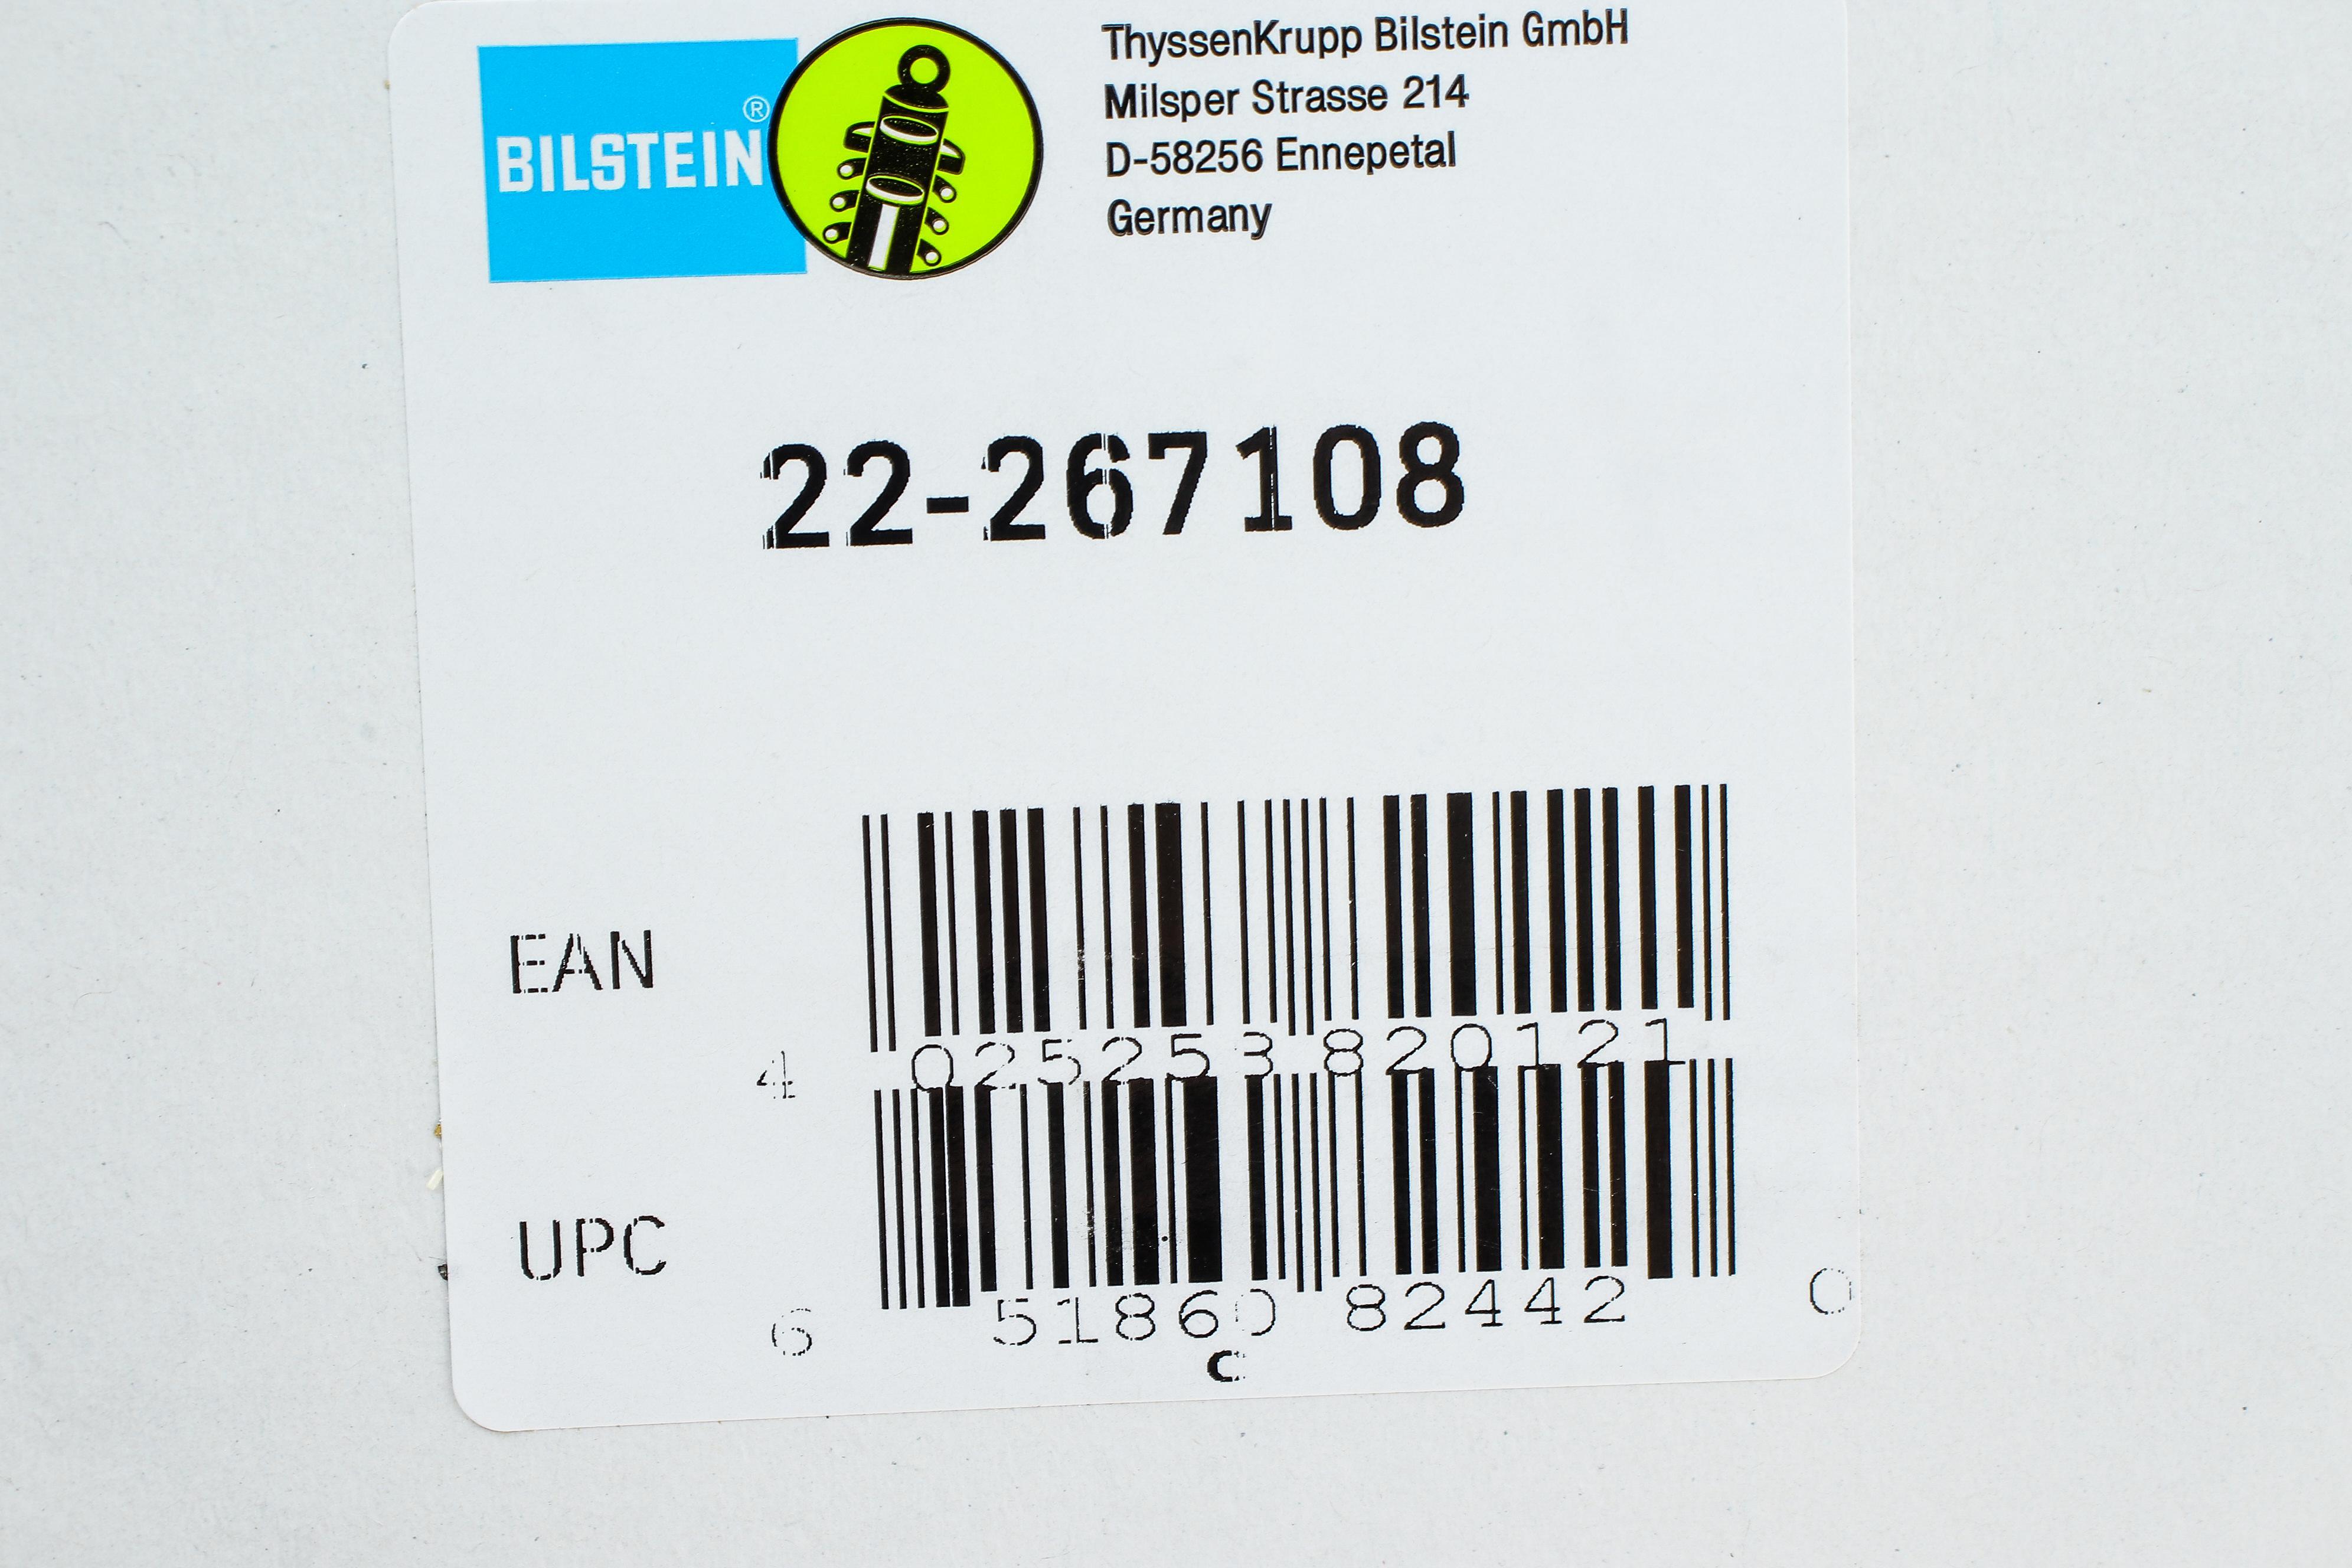 BILSTEIN®
ThyssenKrupp Bilstein GmbH
Milsper Strasse 214
D-58256 Ennepetal
Germany
22-267108
EAN
4 025253 820121
UPC
6 51860 82442 0
C